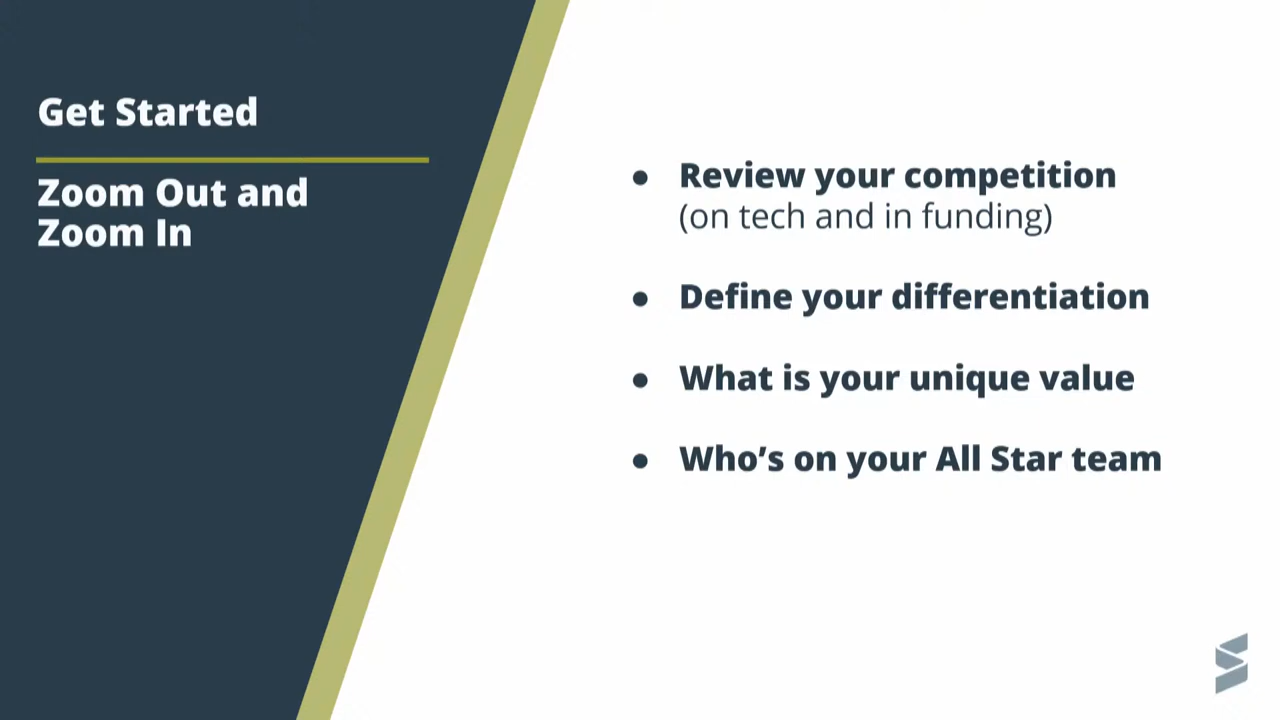 Get Started
Zoom Out and
Zoom In
● Review your competition
(on tech and in funding)
● Define your differentiation
● What is your unique value
● Who’s on your All Star team